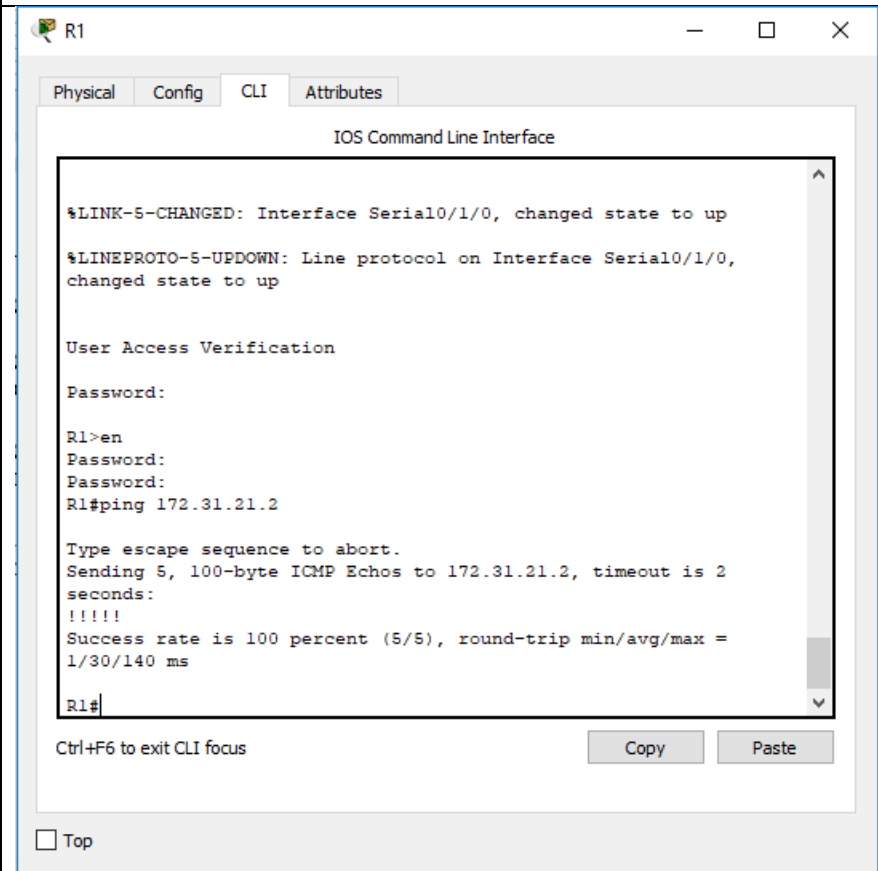 R1
Physical Config CLI Attributes
IOS Command Line Interface
%LINK-5-CHANGED: Interface Serial0/1/0, changed state to up
%LINEPROTO-5-UPDOWN: Line protocol on Interface Serial0/1/0,
changed state to up
User Access Verification
Password:
R1>en
Password:
Password:
R1#ping 172.31.21.2
Type escape sequence to abort.
Sending 5, 100-byte ICMP Echos to 172.31.21.2, timeout is 2
seconds:
!!!!!
Success rate is 100 percent (5/5), round-trip min/avg/max =
1/30/140 ms
R1#
Ctrl+F6 to exit CLI focus Copy Paste
Top